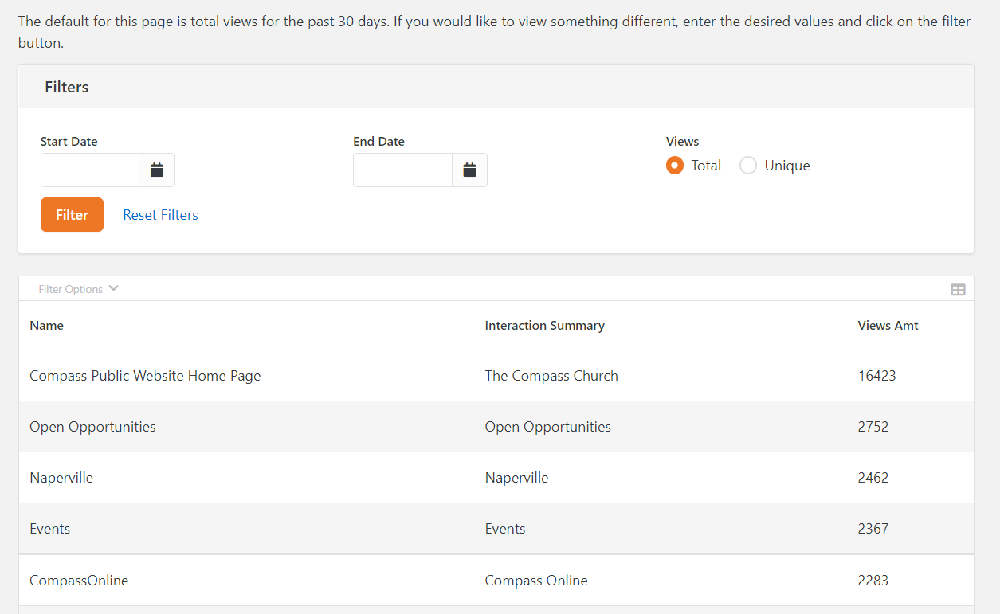 The default for this page is total views for the past 30 days. If you would like to view something different, enter the desired values and click on the filter
button.
Filters
Start Date
End Date
Views
Total
Unique
Filter
Reset Filters
Filter Options
Name Interaction Summary Views Amt
Compass Public Website Home Page The Compass Church 16423
Open Opportunities Open Opportunities 2752
Naperville Naperville 2462
Events Events 2367
CompassOnline Compass Online 2283